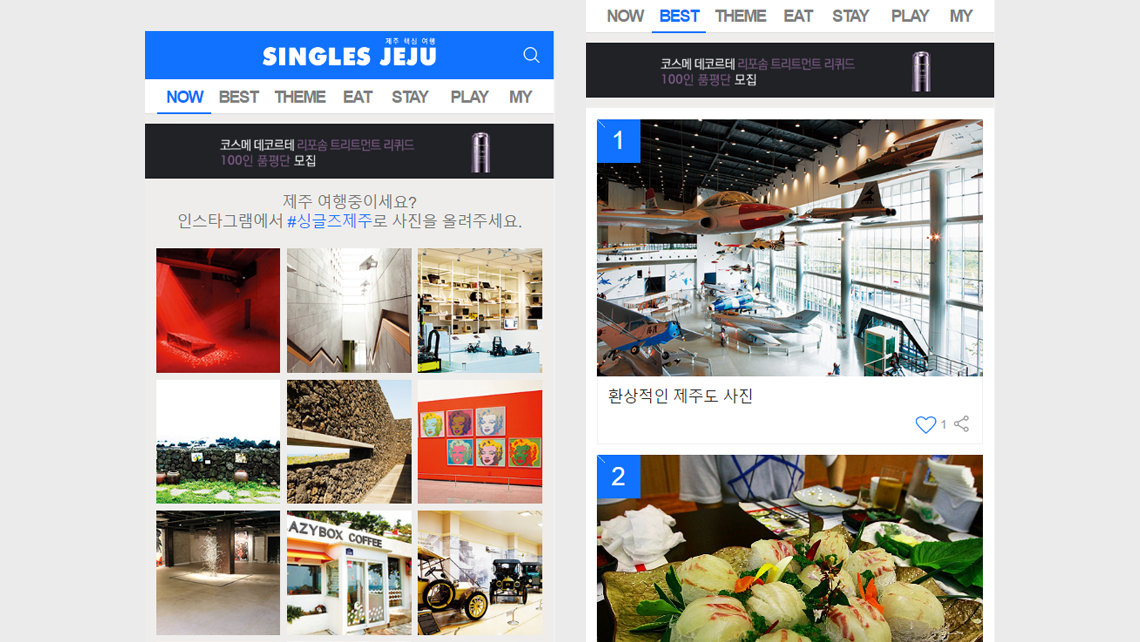 제주 핵심 여행
SINGLES JEJU
NOW BEST THEME EAT STAY PLAY MY
코스메 데코르테 리포솜 트리트먼트 리퀴드
100인 품평단 모집
제주 여행중이세요?
인스타그램에서 #싱글즈제주로 사진을 올려주세요.
AZYBOX COFFEE
NOW BEST THEME EAT STAY PLAY MY
코스메 데코르테 리포솜 트리트먼트 리퀴드
100인 품평단 모집
1
환상적인 제주도 사진
1
2